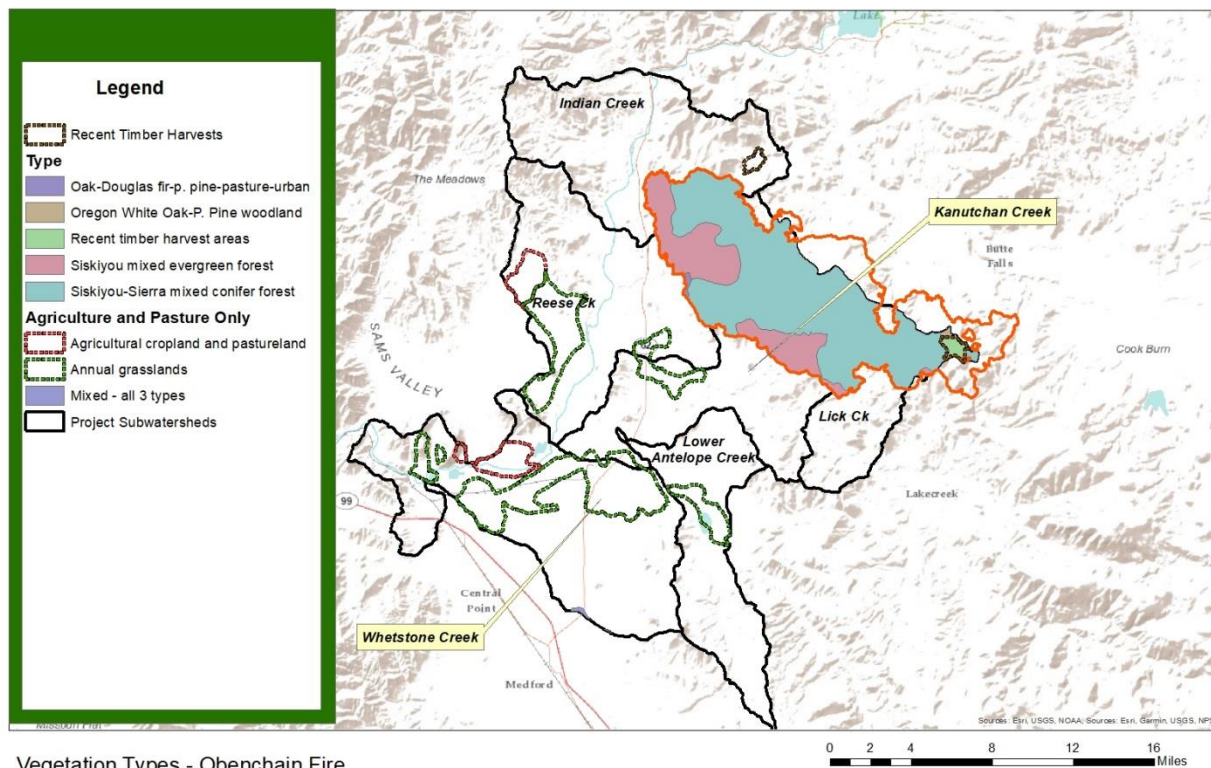 Legend
Recent Timber Harvests
Type
Oak-Douglas fir-p. pine-pasture-urban
Oregon White Oak-P. Pine woodland
Recent timber harvest areas
Siskiyou mixed evergreen forest
Siskiyou-Sierra mixed conifer forest
Agriculture and Pasture Only
Agricultural cropland and pastureland
Annual grasslands
Mixed - all 3 types
Project Subwatersheds
Lake
Indian Creek
The Meadows
Kanutchan Creek
Butte
Falls
Reese Ck
SAMS VALLEY
Cook Burn
Lick Ck
Lower
Antelope Creek
Lakecreek
99
Central
Point
Whetstone Creek
Medford
Sources: Esri, USGS, NOAA; Sources: Esri, Garmin, USGS, NPS
Vegetation Types - Obenchain Fire
0 2 4 8 12 16
Miles